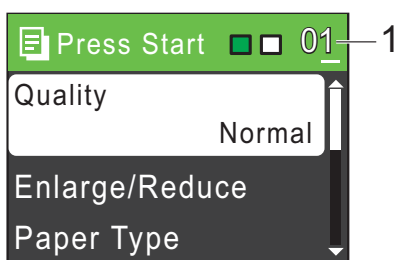 Press Start 01 1
Quality
Normal
Enlarge/Reduce
Paper Type